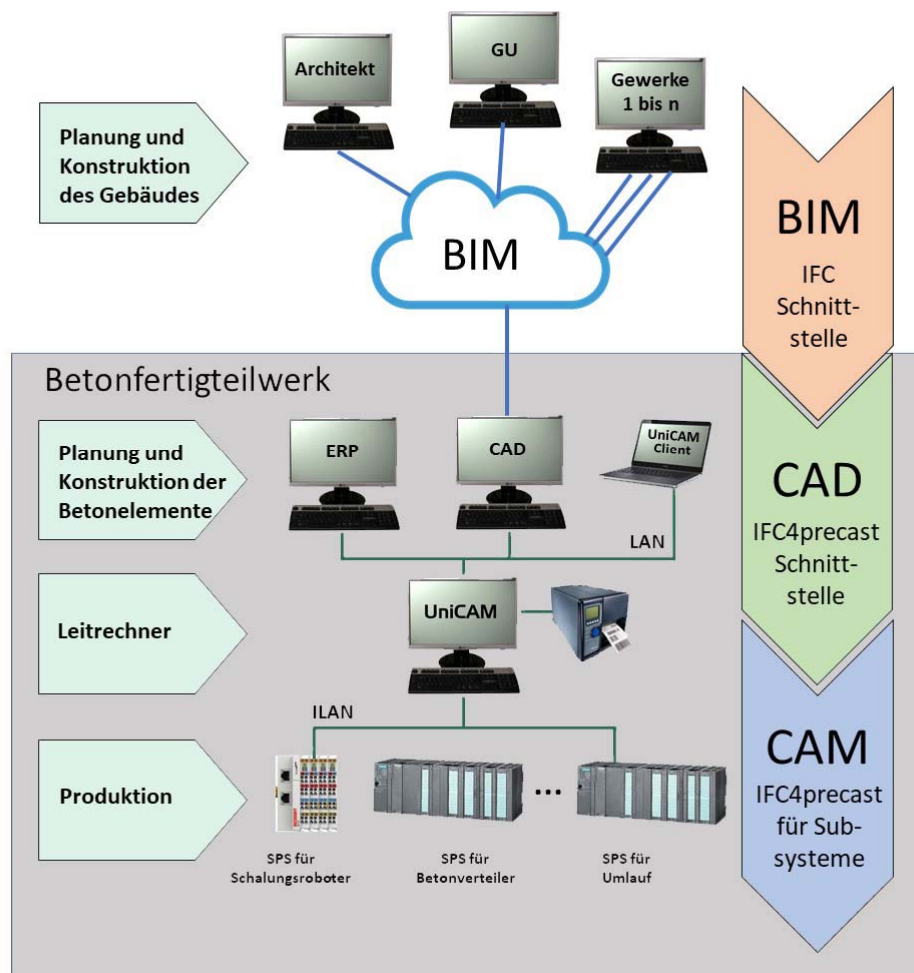 Architekt
GU
Gewerke
1 bis n
Planung und
Konstruktion
des Gebäudes
BIM
BIM
IFC
Schnitt-
stelle
Betonfertigteilwerk
Planung und
Konstruktion der
Betonelemente
ERP
CAD
UniCAM
Client
LAN
CAD
IFC4precast
Schnitt-
stelle
Leitrechner
UniCAM
ILAN
Produktion
SPS für
Schalungsroboter
SPS für
Betonverteiler
...
SPS für
Umlauf
CAM
IFC4precast
für Sub-
systeme